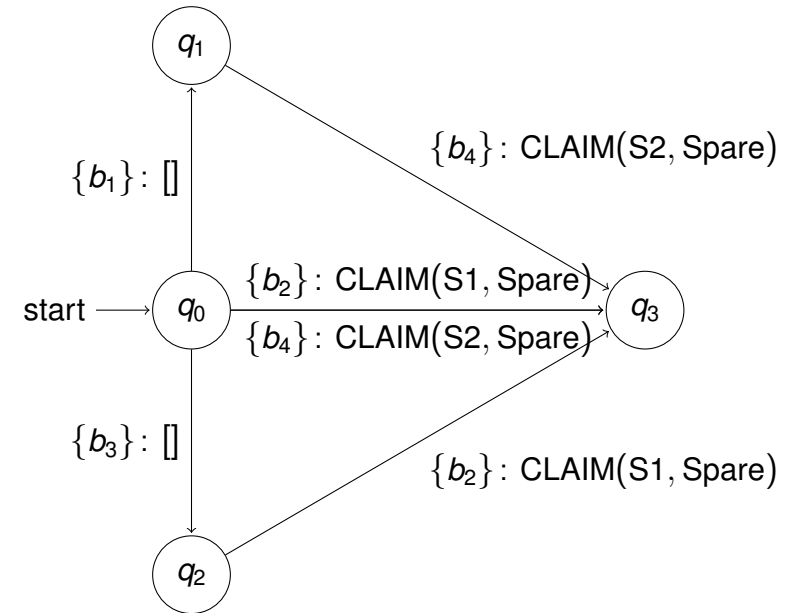 q₁
{b₄}: CLAIM(S2, Spare)
{b₁}: []
{b₂}: CLAIM(S1, Spare)
start
q₀
q₃
{b₄}: CLAIM(S2, Spare)
{b₃}: []
{b₂}: CLAIM(S1, Spare)
q₂